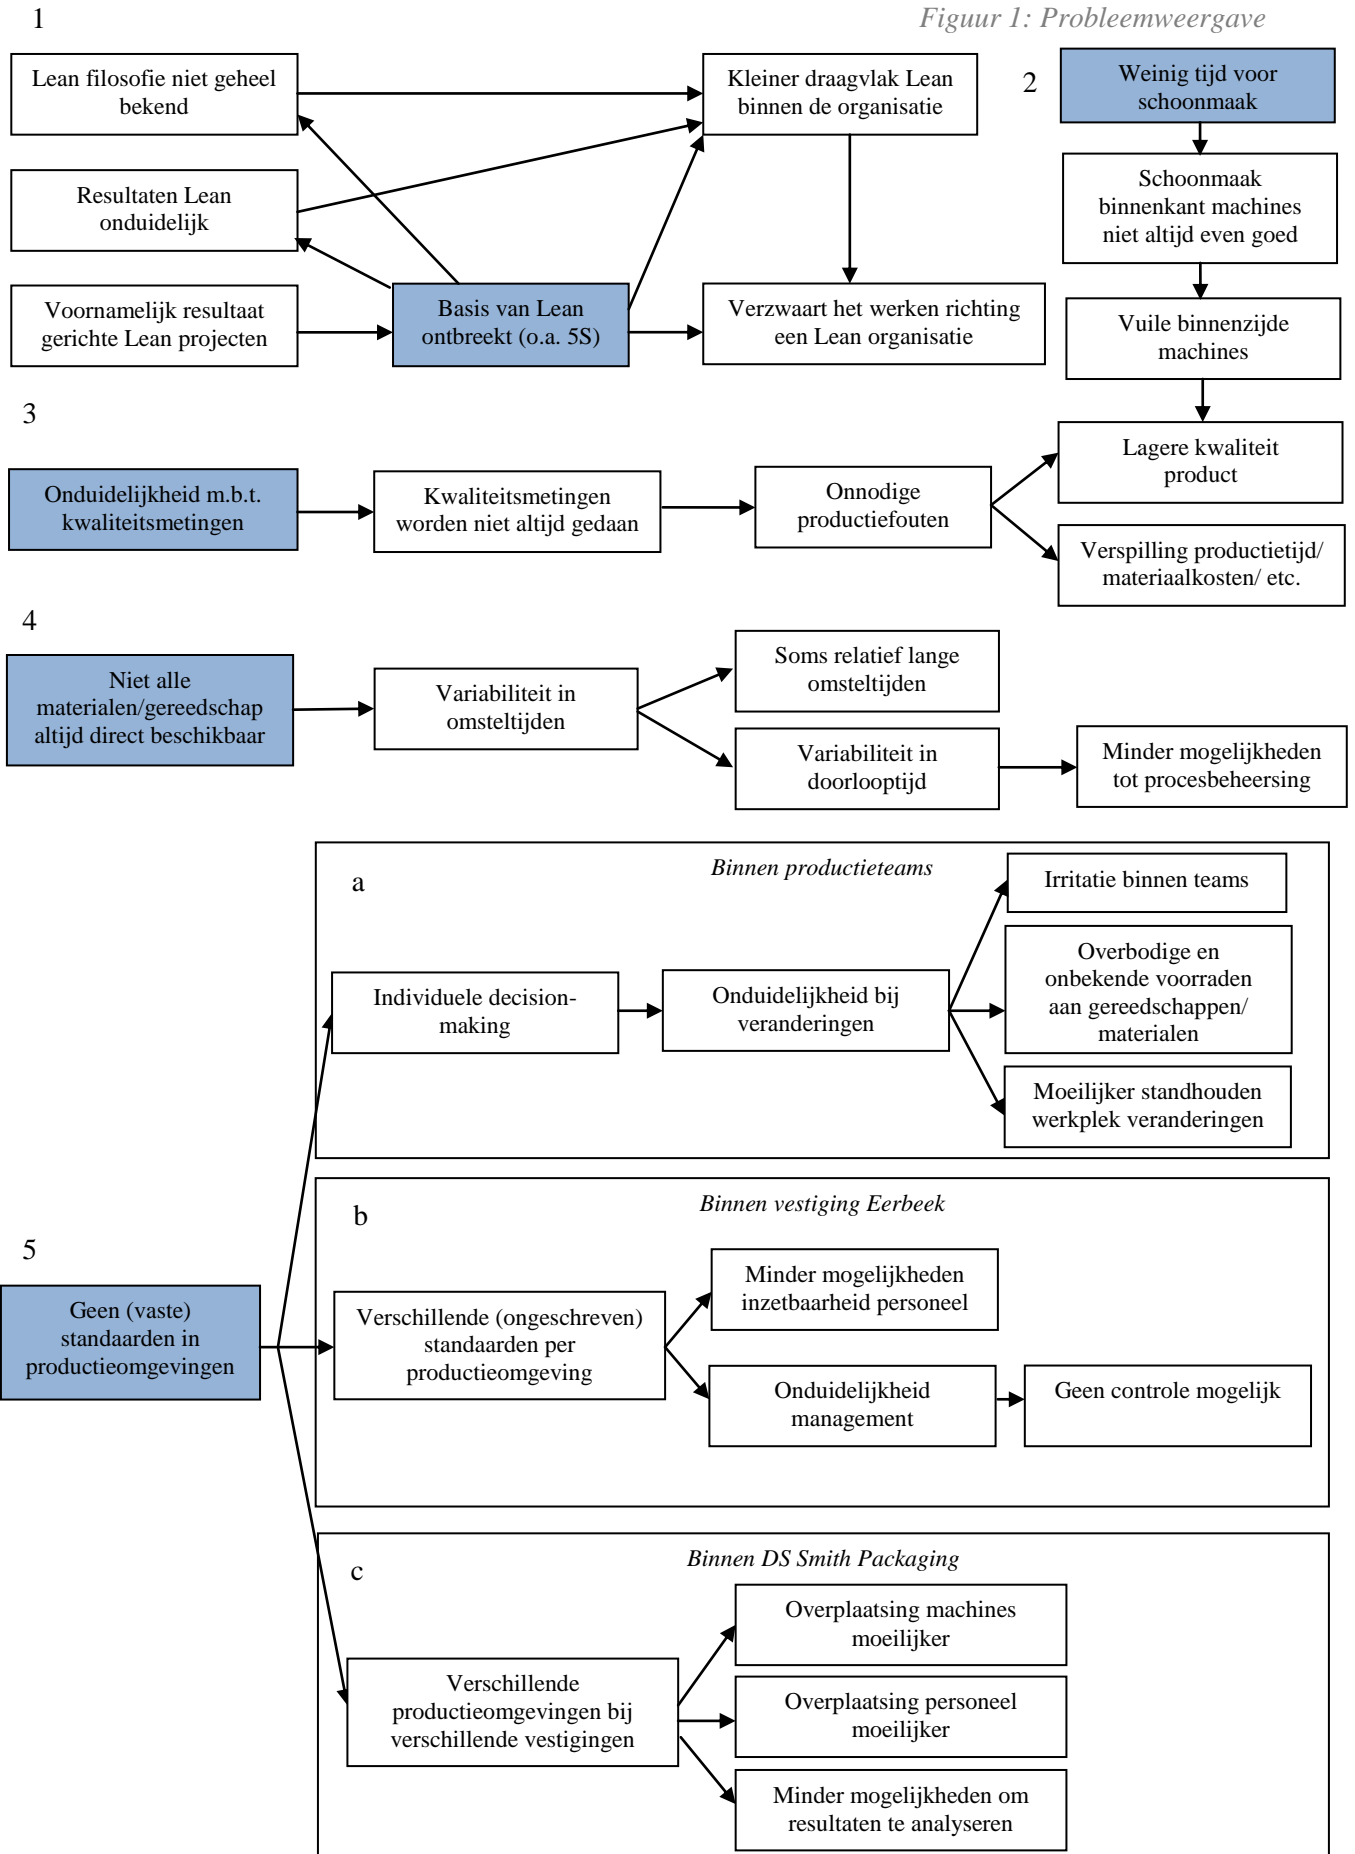 1
Figuur 1: Probleemweergave
Lean filosofie niet geheel
bekend
Kleiner draagvlak Lean
binnen de organisatie
Resultaten Lean
onduidelijk
Voornamelijk resultaat
gerichte Lean projecten
Basis van Lean
ontbreekt (o.a. 5S)
Verzwaart het werken richting
een Lean organisatie
2
Weinig tijd voor
schoonmaak
Schoonmaak
binnenkant machines
niet altijd even goed
Vuile binnenzijde
machines
3
Onduidelijkheid m.b.t.
kwaliteitsmetingen
Kwaliteitsmetingen
worden niet altijd gedaan
Onnodige
productiefouten
Lagere kwaliteit
product
Verspilling productietijd/
materiaalkosten/ etc.
4
Niet alle
materialen/gereedschap
altijd direct beschikbaar
Variabiliteit in
omsteltijden
Soms relatief lange
omsteltijden
Variabiliteit in
doorlooptijd
Minder mogelijkheden
tot procesbeheersing
5
Geen (vaste)
standaarden in
productieomgevingen
a
Binnen productieteams
Individuele decision-
making
Onduidelijkheid bij
veranderingen
Irritatie binnen teams
Overbodige en
onbekende voorraden
aan gereedschappen/
materialen
Moeilijker standhouden
werkplek veranderingen
b
Binnen vestiging Eerbeek
Verschillende (ongeschreven)
standaarden per
productieomgeving
Minder mogelijkheden
inzetbaarheid personeel
Onduidelijkheid
management
Geen controle mogelijk
c
Binnen DS Smith Packaging
Verschillende
productieomgevingen bij
verschillende vestigingen
Overplaatsing machines
moeilijker
Overplaatsing personeel
moeilijker
Minder mogelijkheden om
resultaten te analyseren